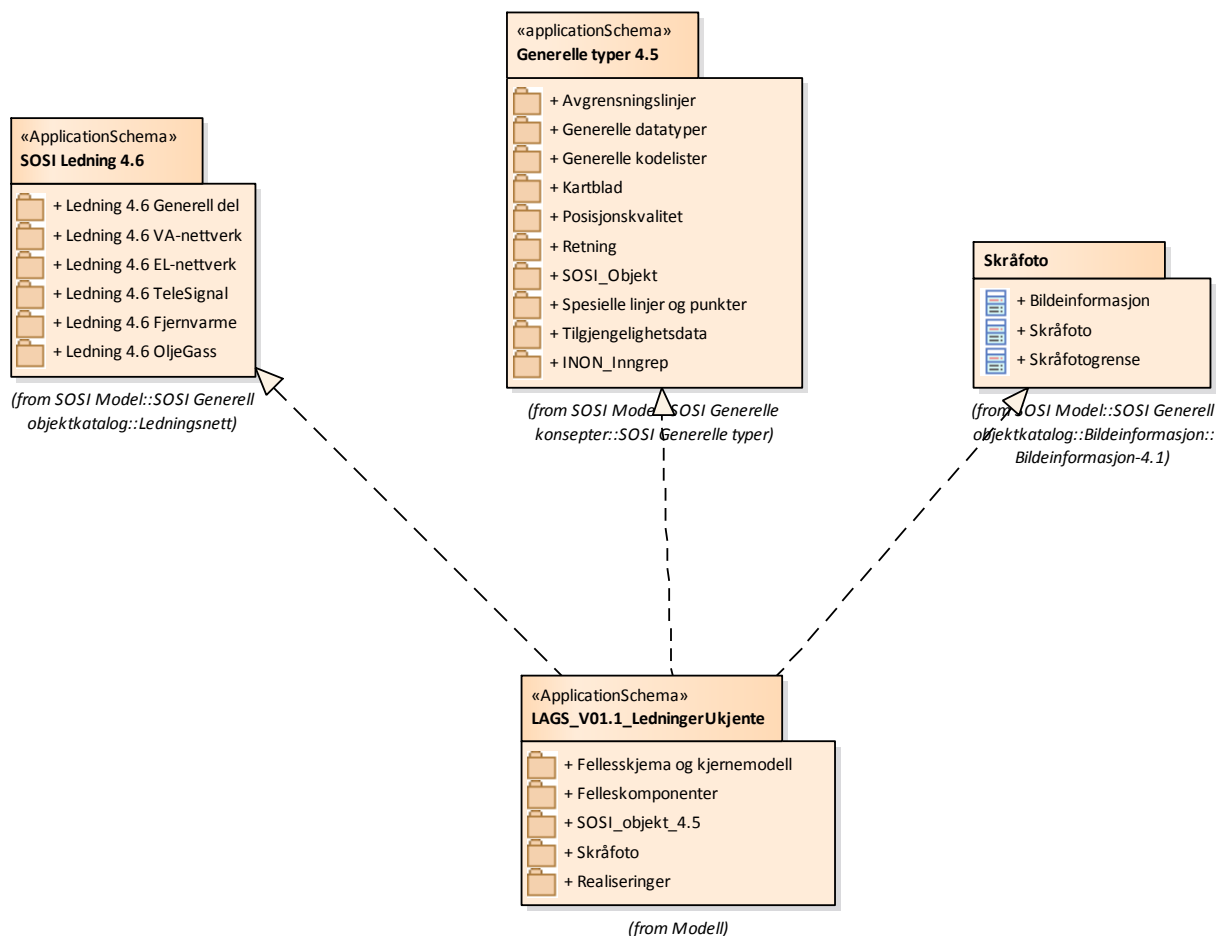 «applicationSchema»
Generelle typer 4.5
+ Avgrensningslinjer
+ Generelle datatyper
+ Generelle kodelister
+ Kartblad
+ Posisjonskvalitet
+ Retning
+ SOSI_Objekt
+ Spesielle linjer og punkter
+ Tilgjengelighetsdata
+ INON_Inngrep
(from SOSI Model::SOSI Generelle
konsepter::SOSI Generelle typer)
«ApplicationSchema»
SOSI Ledning 4.6
+ Ledning 4.6 Generell del
+ Ledning 4.6 VA-nettverk
+ Ledning 4.6 EL-nettverk
+ Ledning 4.6 TeleSignal
+ Ledning 4.6 Fjernvarme
+ Ledning 4.6 OljeGass
(from SOSI Model::SOSI Generell
objektkatalog::Ledningsnett)
Skråfoto
+ Bildeinformasjon
+ Skråfoto
+ Skråfotogrense
(from SOSI Model::SOSI Generell
objektkatalog::Bildeinformasjon::
Bildeinformasjon-4.1)
«ApplicationSchema»
LAGS_V01.1_LedningerUkjente
+ Fellesskjema og kjernemodell
+ Felleskomponenter
+ SOSI_objekt_4.5
+ Skråfoto
+ Realiseringer
(from Modell)